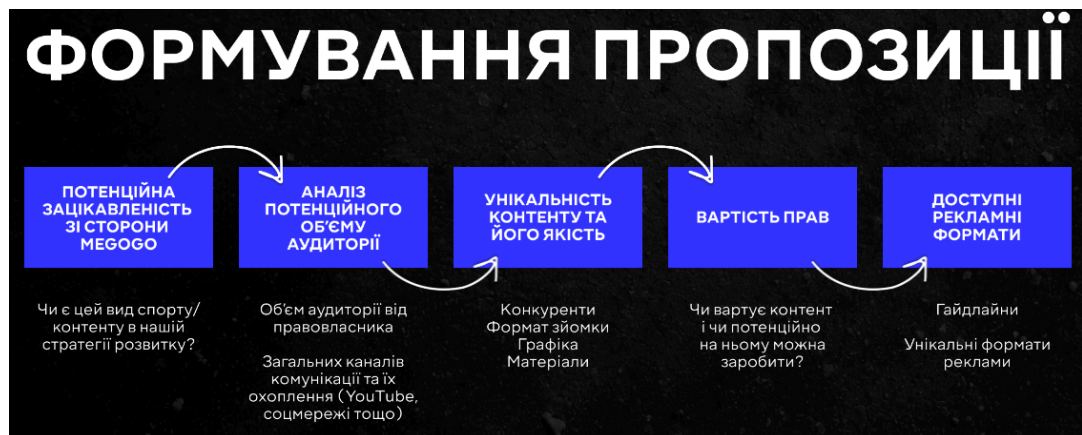 ФОРМУВАННЯ ПРОПОЗИЦІЇ
ПОТЕНЦІЙНА
ЗАЦІКАВЛЕНІСТЬ
ЗІ СТОРОНИ
MEGOGO
АНАЛІЗ
ПОТЕНЦІЙНОГО
ОБ'ЄМУ
АУДИТОРІЇ
УНІКАЛЬНІСТЬ
КОНТЕНТУ ТА
ЙОГО ЯКІСТЬ
ВАРТІСТЬ ПРАВ
ДОСТУПНІ
РЕКЛАМНІ
ФОРМАТИ
Чи є цей вид спорту/
контенту в нашій
стратегії розвитку?
Об'єм аудиторії від
правовласника
Загальних каналів
комунікації та їх
охоплення (YouTube,
соцмережі тощо)
Конкуренти
Формат зйомки
Графіка
Матеріали
Чи вартує контент
і чи потенційно
на ньому можна
заробити?
Гайдлайни
Унікальні формати
реклами